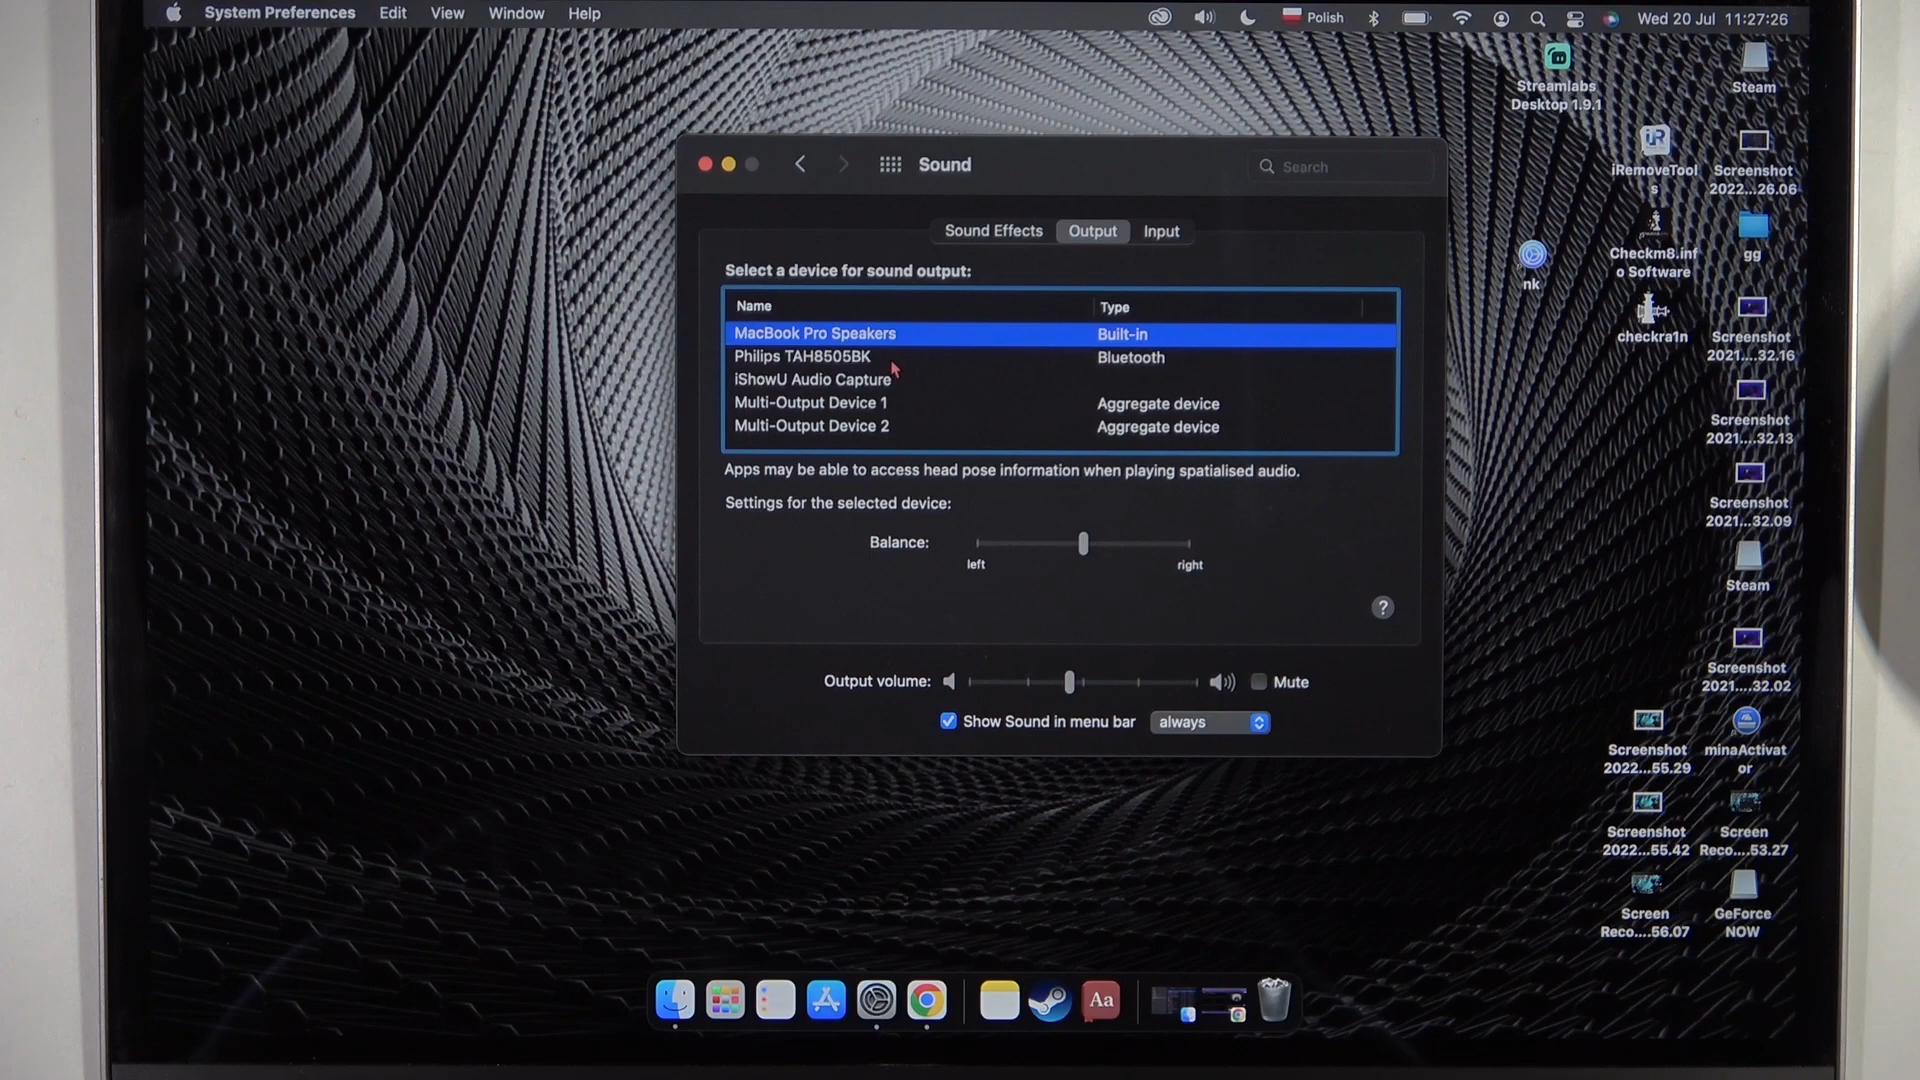 System Preferences Edit View Window Help
Polish Wed 20 Jul 11:27:26
Sound
Search
Sound Effects Output Input
Select a device for sound output:
Name Type
MacBook Pro Speakers Built-in
Philips TAH8505BK Bluetooth
iShowU Audio Capture
Multi-Output Device 1 Aggregate device
Multi-Output Device 2 Aggregate device
Apps may be able to access head pose information when playing spatialised audio.
Settings for the selected device:
Balance:
left right
?
Output volume: Mute
Show Sound in menu bar always
Streamlabs
Desktop 1.9.1
Steam
iR
iRemoveTool
s
Screenshot
2022...26.06
Checkm8.inf
o Software
gg
nk
checkra1n
Screenshot
2021....32.16
Screenshot
2021....32.13
Screenshot
2021....32.09
Steam
Screenshot
2021....32.02
Screenshot
2022...55.29
minaActivat
or
Screenshot
2022...55.42
Screen
Reco....53.27
Screen
Reco....56.07
GeForce
NOW
Aa